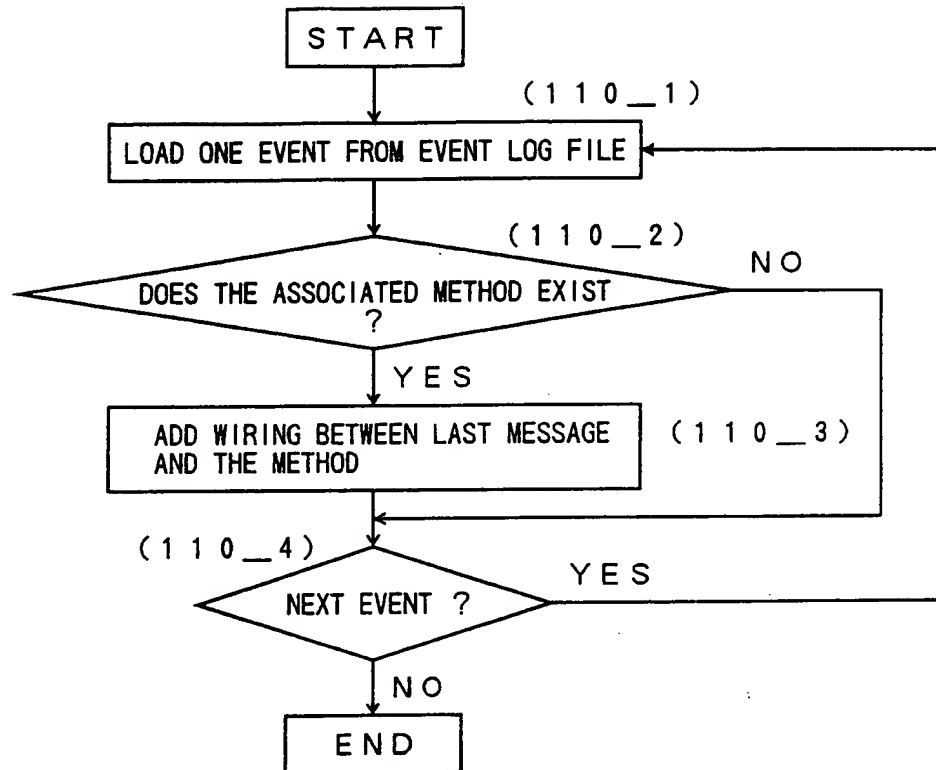 START
(110_1)
LOAD ONE EVENT FROM EVENT LOG FILE
(110_2)
NO
DOES THE ASSOCIATED METHOD EXIST
?
YES
ADD WIRING BETWEEN LAST MESSAGE
AND THE METHOD
(110_3)
(110_4)
YES
NEXT EVENT ?
NO
END